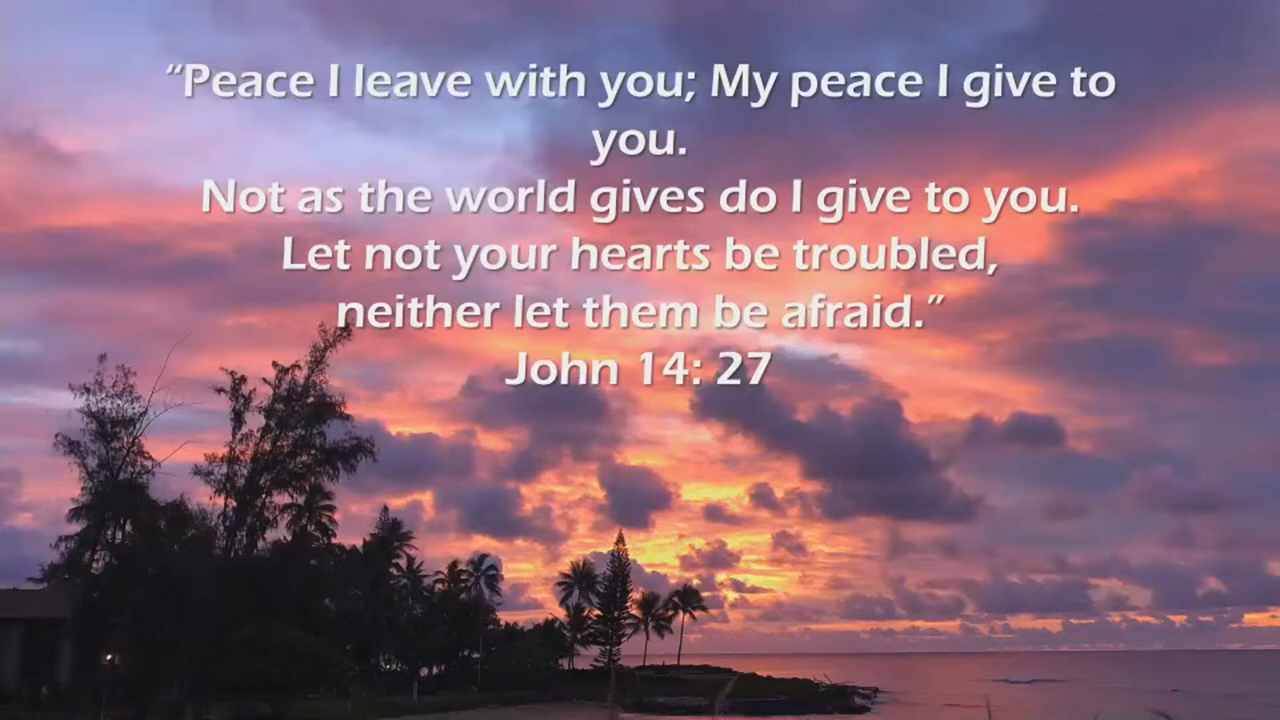 “Peace I leave with you; My peace I give to
you.
Not as the world gives do I give to you.
Let not your hearts be troubled,
neither let them be afraid.”
John 14: 27